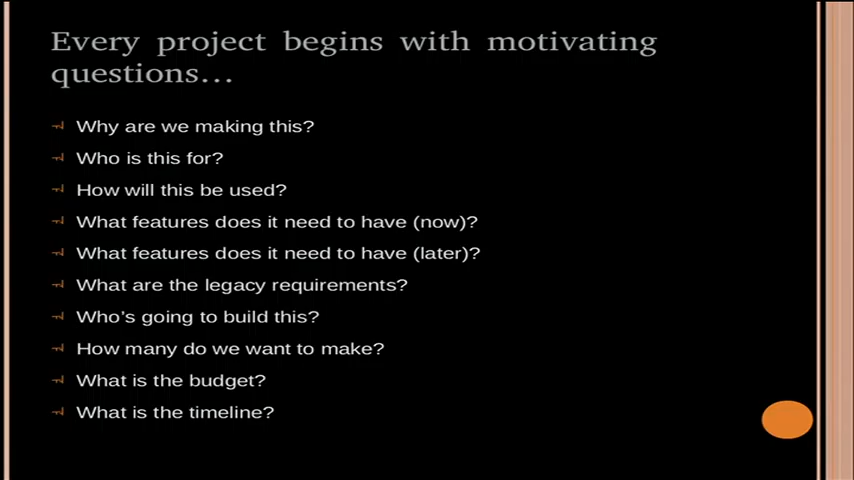 Every project begins with motivating
questions…
Why are we making this?
Who is this for?
How will this be used?
What features does it need to have (now)?
What features does it need to have (later)?
What are the legacy requirements?
Who's going to build this?
How many do we want to make?
What is the budget?
What is the timeline?